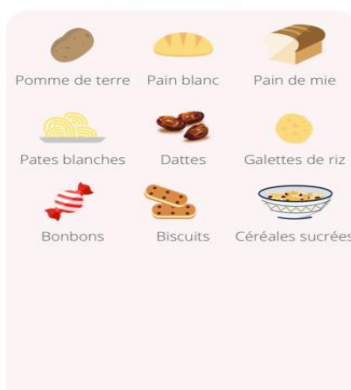 Pomme de terre Pain blanc Pain de mie
Pates blanches Dattes Galettes de riz
Bonbons Biscuits Céréales sucrées